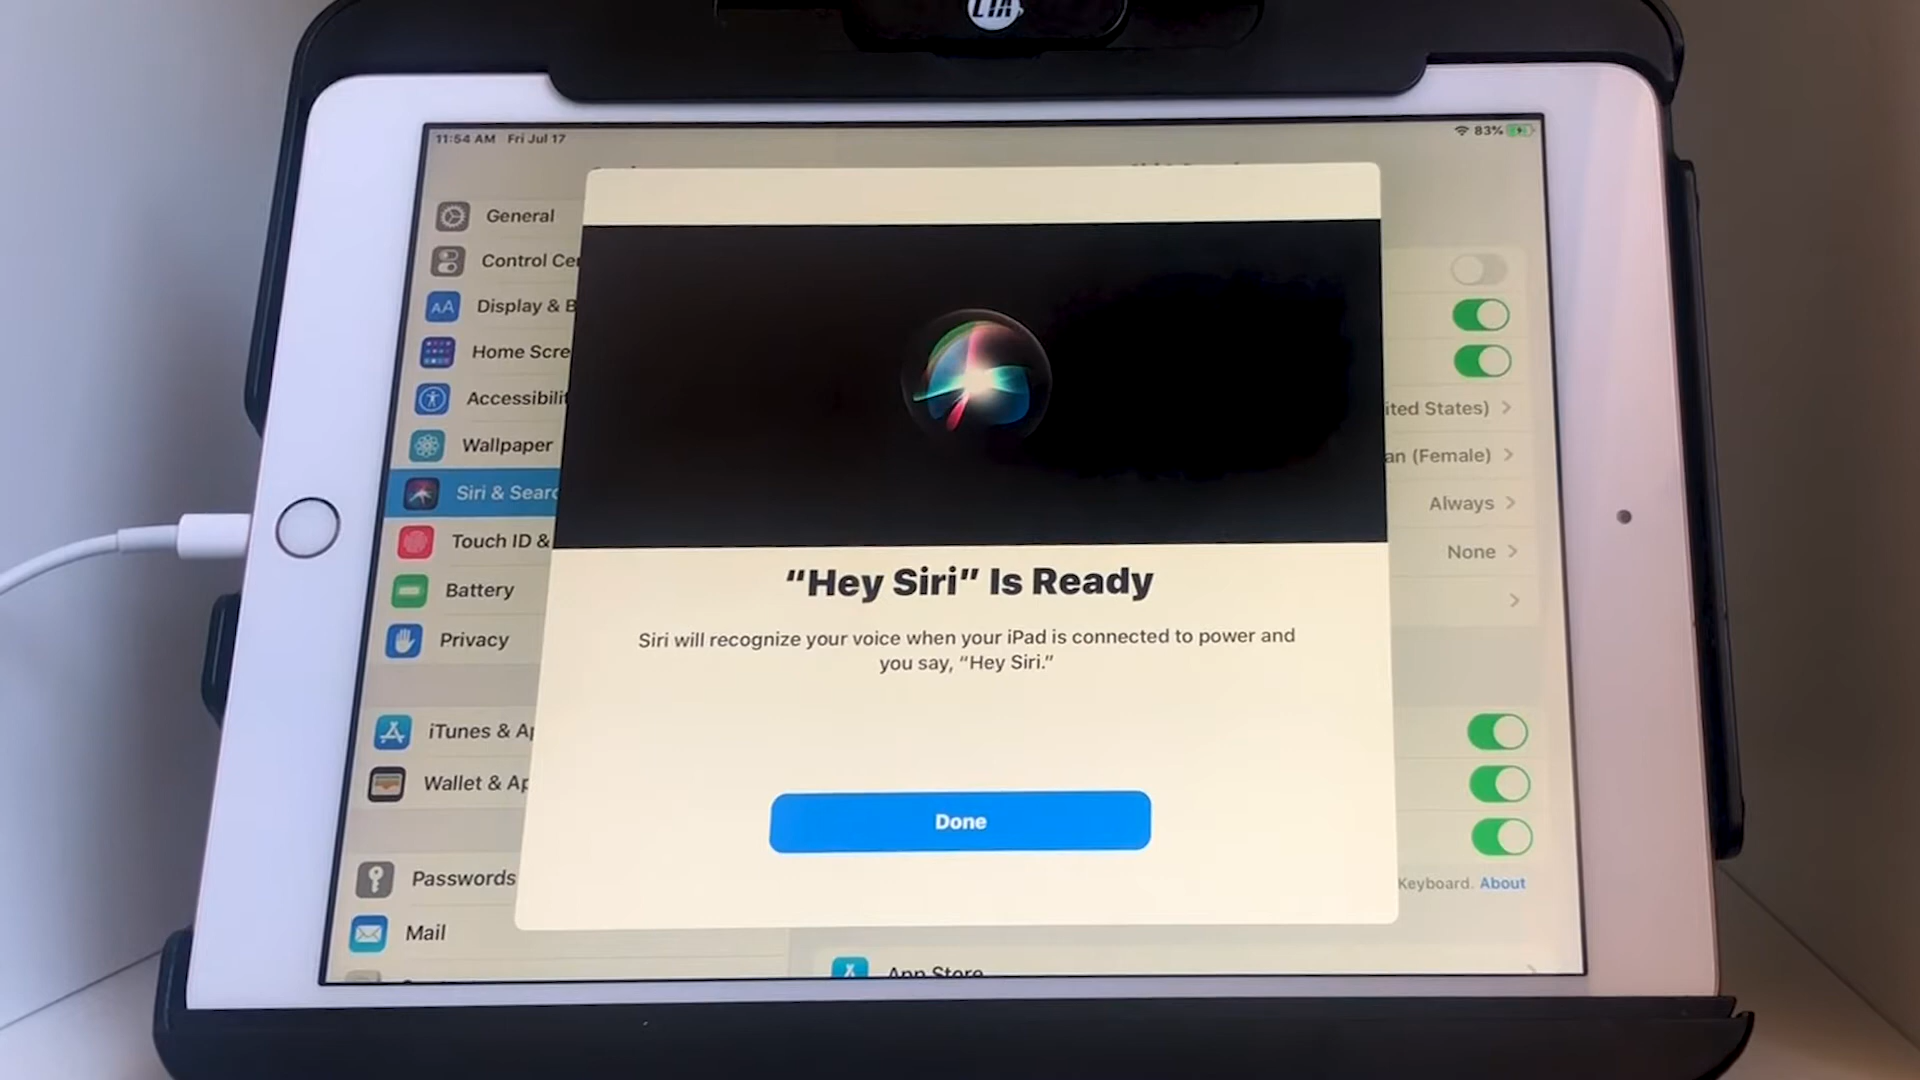 CTA
11:54 AM Fri Jul 17
83%
General
Control Cen
Display & B
Home Scre
Accessibilit
Wallpaper
Siri & Searc
Touch ID &
Battery
Privacy
iTunes & Ap
Wallet & Ap
Passwords
Mail
“Hey Siri” Is Ready
Siri will recognize your voice when your iPad is connected to power and
you say, “Hey Siri.”
Done
ited States)
an (Female)
Always
None
Keyboard. About
App Store